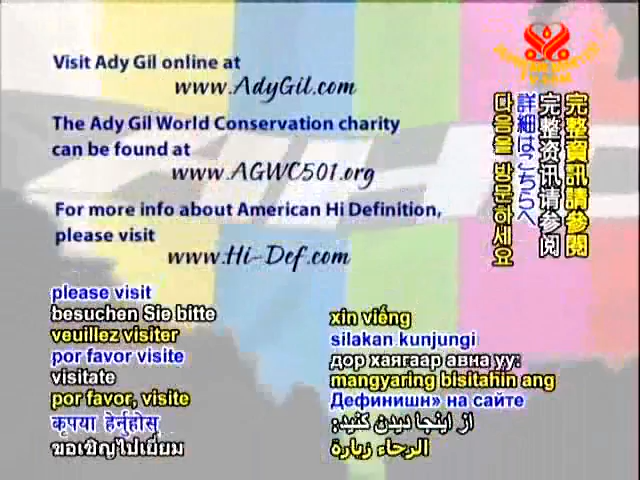 Visit Ady Gil online at
www.AdyGil.com
The Ady Gil World Conservation charity
can be found at
www.AGWC501.org
For more info about American Hi Definition,
please visit
www.Hi-Def.com
完整資訊請參閱
完整资讯请参阅
詳細はこちらへ
다음을 방문하세요
please visit
besuchen Sie bitte
veuillez visiter
por favor visite
visitate
por favor, visite
कृपया हेर्नुहोस्
ขอเชิญไปเยี่ยม
xin viếng
silakan kunjungi
дор хаягаар авна уу:
mangyaring bisitahin ang
Дефинишн» на сайте
از اینجا دیدن کنید:
الرجاء زيارة